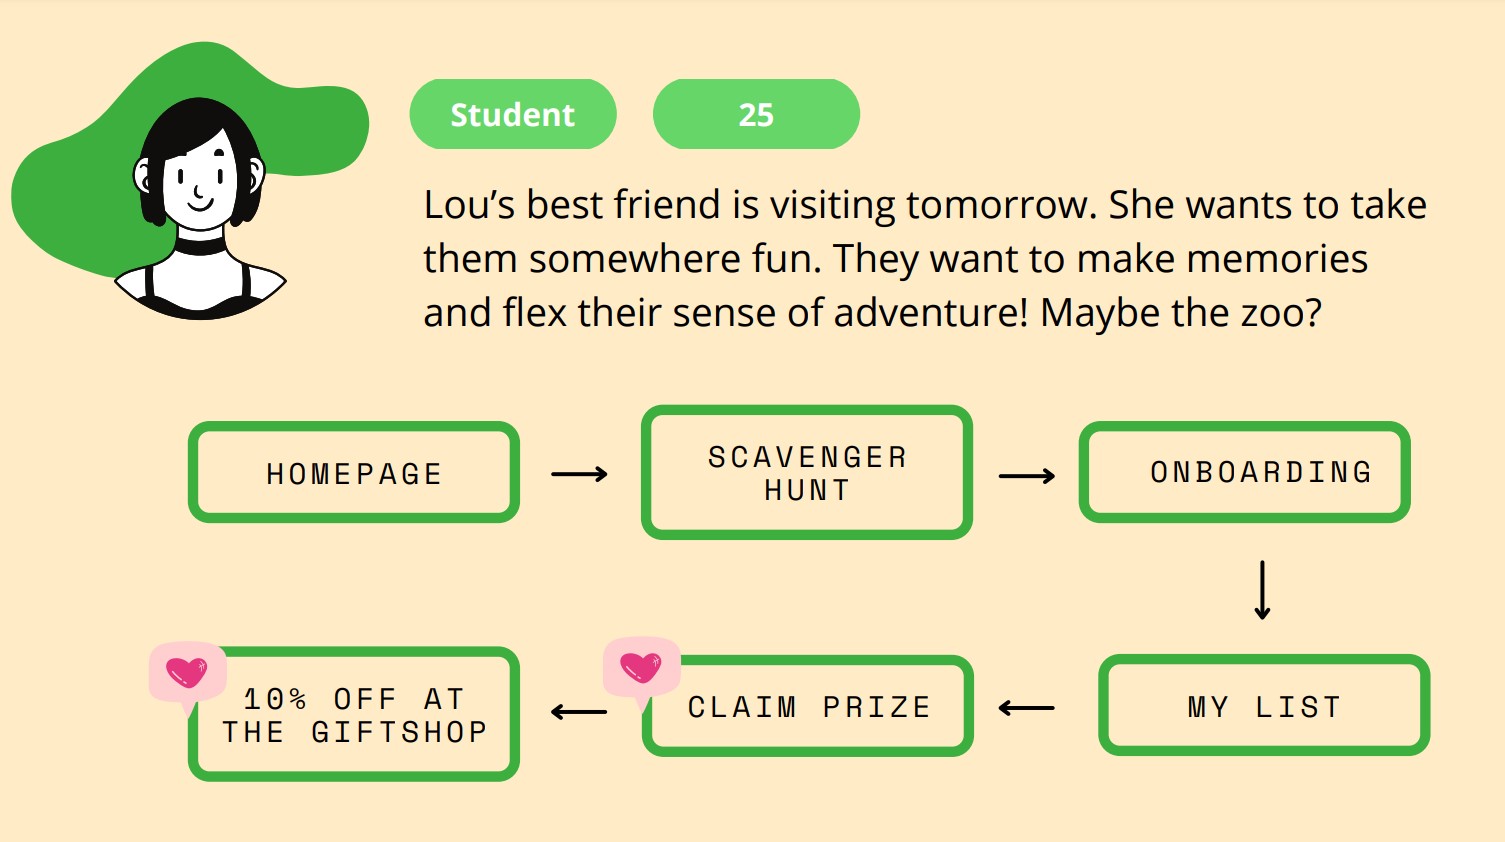 Student
25
Lou’s best friend is visiting tomorrow. She wants to take
them somewhere fun. They want to make memories
and flex their sense of adventure! Maybe the zoo?
HOMEPAGE
SCAVENGER
HUNT
ONBOARDING
MY LIST
CLAIM PRIZE
10% OFF AT
THE GIFTSHOP